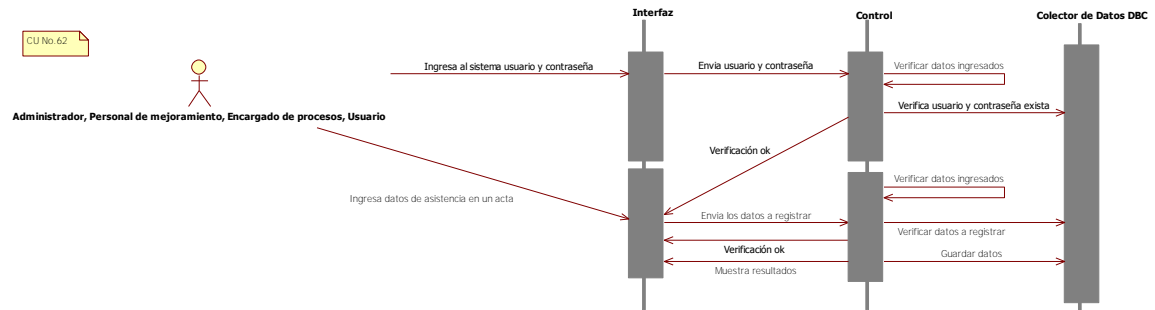 Interfaz
Control
Colector de Datos DBC
CU No.62
Ingresa al sistema usuario y contraseña
Envia usuario y contraseña
Verificar datos ingresados
Verifica usuario y contraseña exista
Administrador, Personal de mejoramiento, Encargado de procesos, Usuario
Verificación ok
Verificar datos ingresados
Ingresa datos de asistencia en un acta
Envia los datos a registrar
Verificar datos a registrar
Verificación ok
Guardar datos
Muestra resultados